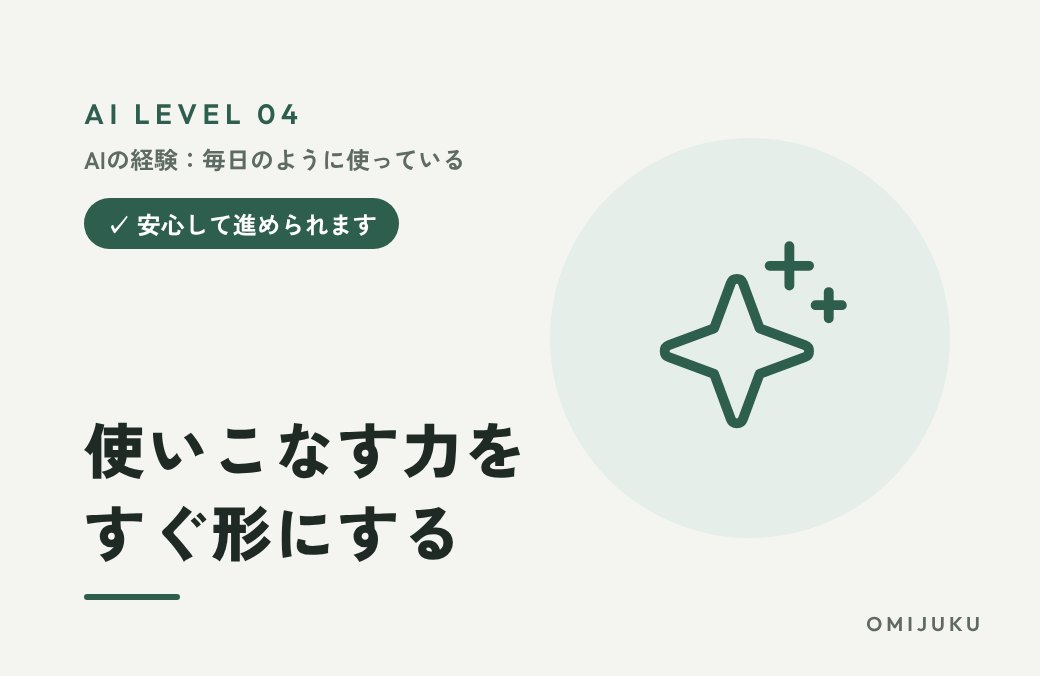 AI LEVEL 04
AIの経験：毎日のように使っている
✓ 安心して進められます
使いこなす力を
すぐ形にする
OMIJUKU